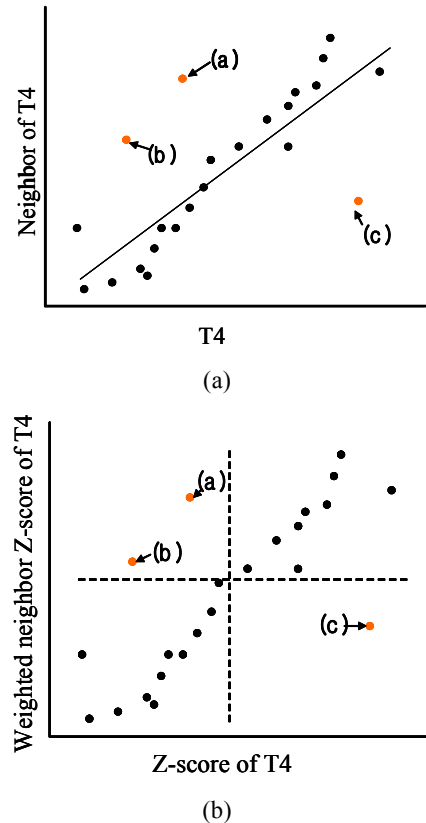 (a)
(b)
(c)
Neighbor of T4
T4
(a)
Weighted neighbor Z-score of T4
(a)
(b)
(c)
Z-score of T4
(b)